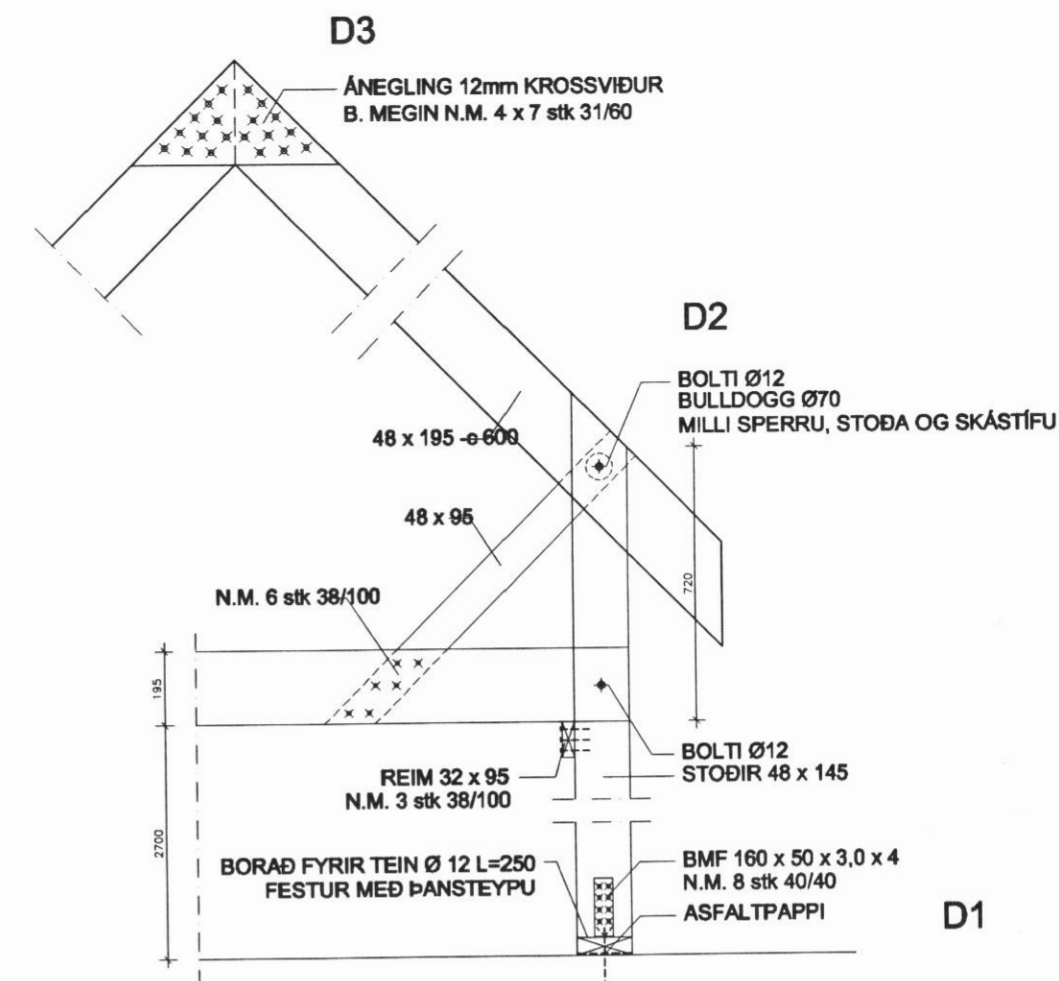 D3
ÁNEGLING 12mm KROSSVIÐUR
B. MEGIN N.M. 4 x 7 stk 31/60
D2
BOLTI Ø12
BULLDOGG Ø70
MILLI SPERRU, STOÐA OG SKÁSTÍFU
48 x 195 -c 600
48 x 95
N.M. 6 stk 38/100
720
195
BOLTI Ø12
STOÐIR 48 x 145
REIM 32 x 95
N.M. 3 stk 38/100
2700
BORAÐ FYRIR TEIN Ø 12 L=250
FESTUR MEÐ ÞANSTEYPU
BMF 160 x 50 x 3,0 x 4
N.M. 8 stk 40/40
ASFALTPAPPI
D1